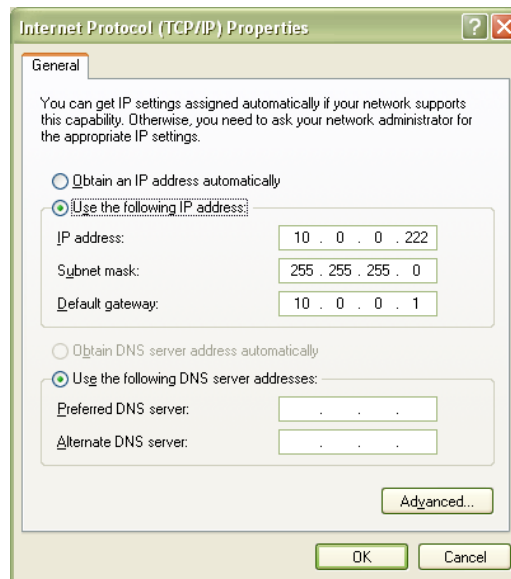 Internet Protocol (TCP/IP) Properties
General
You can get IP settings assigned automatically if your network supports
this capability. Otherwise, you need to ask your network administrator for
the appropriate IP settings.
Obtain an IP address automatically
Use the following IP address:
IP address: 10 . 0 . 0 . 222
Subnet mask: 255 . 255 . 255 . 0
Default gateway: 10 . 0 . 0 . 1
Obtain DNS server address automatically
Use the following DNS server addresses:
Preferred DNS server: . . .
Alternate DNS server: . . .
Advanced...
OK Cancel